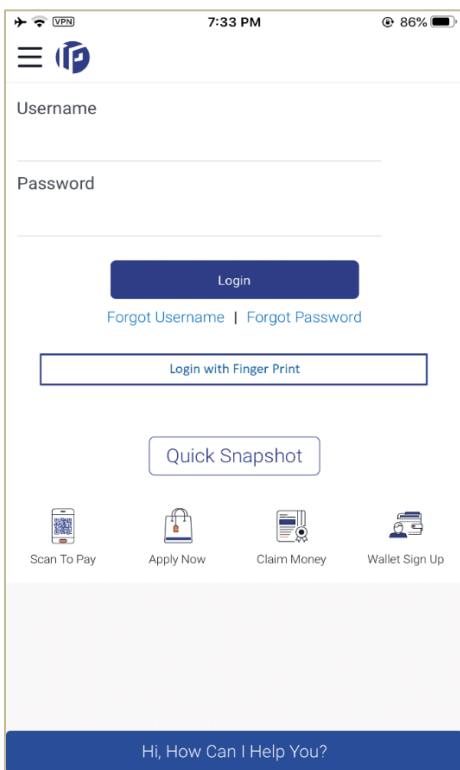 VPN 7:33 PM 86%
Username
Password
Login
Forgot Username | Forgot Password
Login with Finger Print
Quick Snapshot
Scan To Pay Apply Now Claim Money Wallet Sign Up
Hi, How Can I Help You?